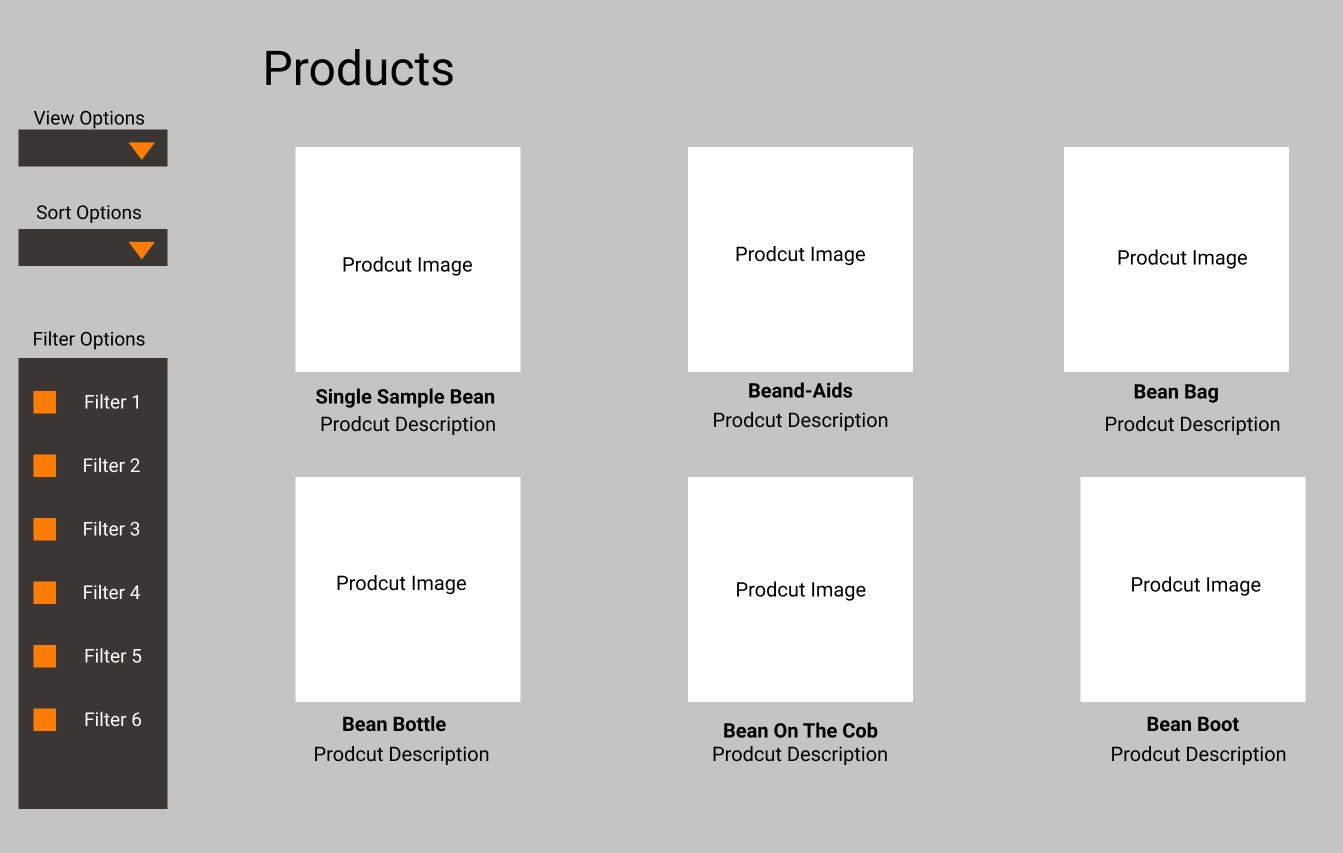 Products
View Options
Sort Options
Filter Options
Filter 1
Filter 2
Filter 3
Filter 4
Filter 5
Filter 6
Prodcut Image
Single Sample Bean
Prodcut Description
Prodcut Image
Beand-Aids
Prodcut Description
Prodcut Image
Bean Bag
Prodcut Description
Prodcut Image
Bean Bottle
Prodcut Description
Prodcut Image
Bean On The Cob
Prodcut Description
Prodcut Image
Bean Boot
Prodcut Description